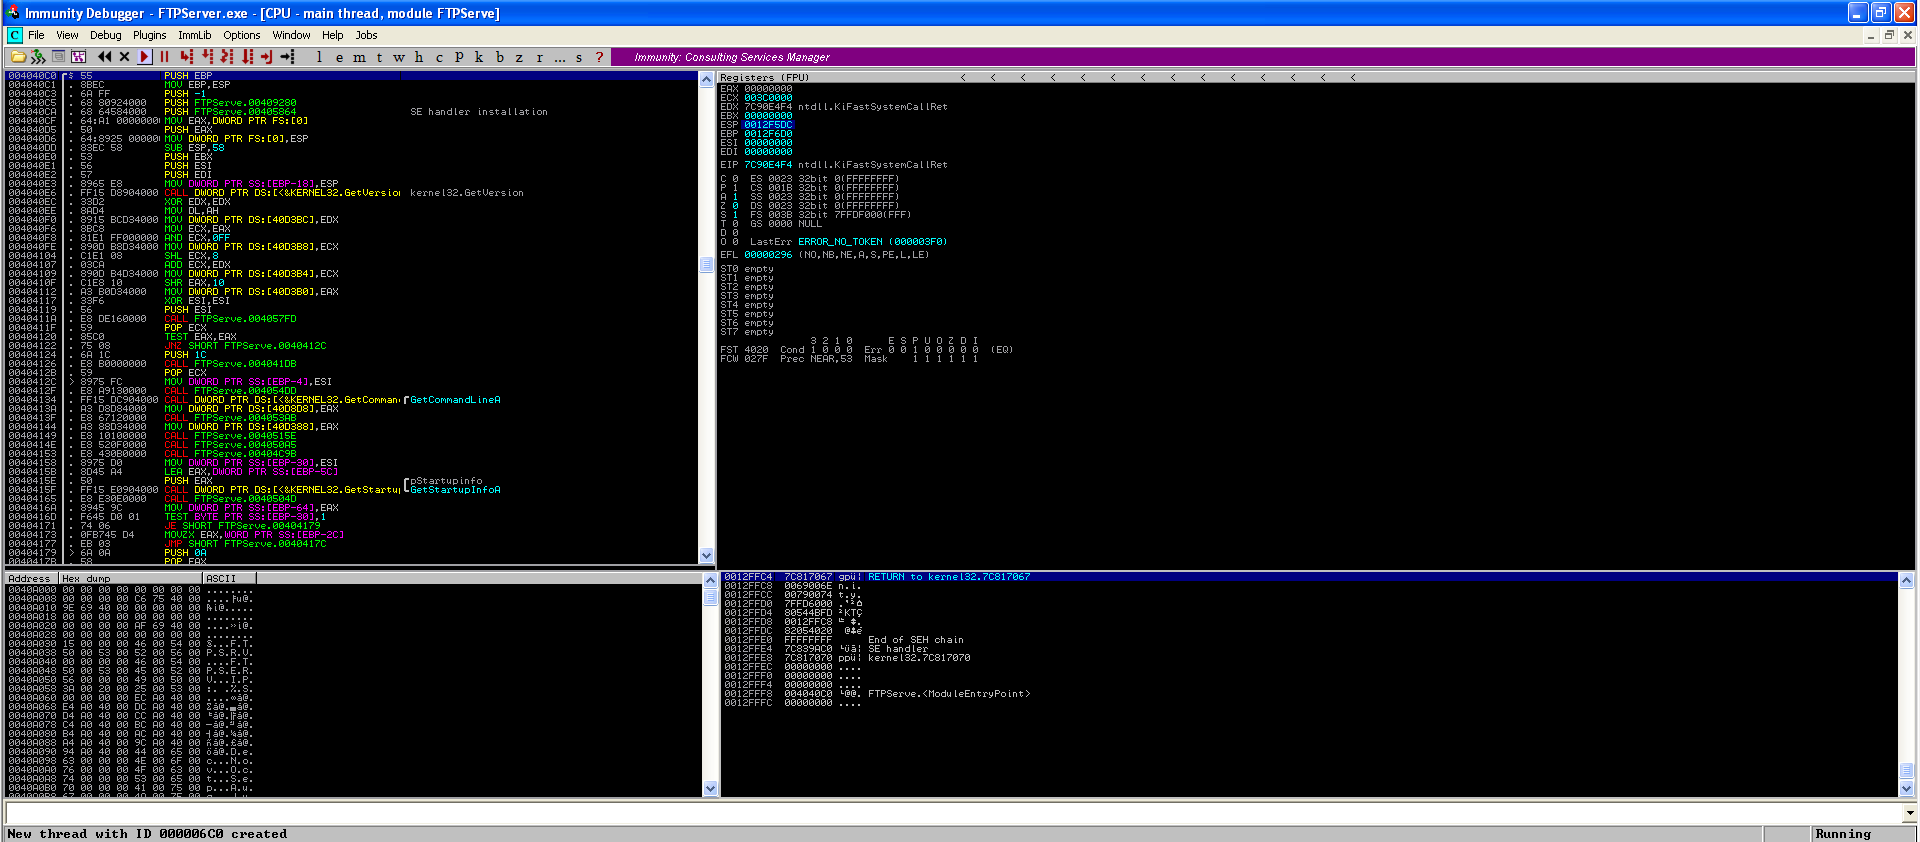 Immunity Debugger - FTPServer.exe - [CPU - main thread, module FTPServe]
File View Debug Plugins ImmLib Options Window Help Jobs
l e m t w h c p k b z r ... s ?
Immunity: Consulting Services Manager
004040C0 $ 55 PUSH EBP
004040C1 . 8BEC MOV EBP,ESP
004040C3 . 6A FF PUSH -1
004040C5 . 68 80924000 PUSH FTPServe.00409280
004040CA . 68 64584000 PUSH FTPServe.00405864 SE handler installation
004040CF . 64:A1 00000000 MOV EAX,DWORD PTR FS:[0]
004040D5 . 50 PUSH EAX
004040D6 . 64:8925 000000 MOV DWORD PTR FS:[0],ESP
004040DD . 83EC 58 SUB ESP,58
004040E0 . 53 PUSH EBX
004040E1 . 56 PUSH ESI
004040E2 . 57 PUSH EDI
004040E3 . 8965 E8 MOV DWORD PTR SS:[EBP-18],ESP
004040E6 . FF15 D8904000 CALL DWORD PTR DS:[<&KERNEL32.GetVersion kernel32.GetVersion
004040EC . 33D2 XOR EDX,EDX
004040EE . 8AD4 MOV DL,AH
004040F0 . 8915 BCD34000 MOV DWORD PTR DS:[40D3BC],EDX
004040F6 . 8BC8 MOV ECX,EAX
004040F8 . 81E1 FF000000 AND ECX,0FF
004040FE . 890D B8D34000 MOV DWORD PTR DS:[40D3B8],ECX
00404104 . C1E1 08 SHL ECX,8
00404107 . 03CA ADD ECX,EDX
00404109 . 890D B4D34000 MOV DWORD PTR DS:[40D3B4],ECX
0040410F . C1E8 10 SHR EAX,10
00404112 . A3 B0D34000 MOV DWORD PTR DS:[40D3B0],EAX
00404117 . 33F6 XOR ESI,ESI
00404119 . 56 PUSH ESI
0040411A . E8 DE160000 CALL FTPServe.004057FD
0040411F . 59 POP ECX
00404120 . 85C0 TEST EAX,EAX
00404122 . 75 08 JNZ SHORT FTPServe.0040412C
00404124 . 6A 1C PUSH 1C
00404126 . E8 B0000000 CALL FTPServe.004041DB
0040412B . 59 POP ECX
0040412C > 8975 FC MOV DWORD PTR SS:[EBP-4],ESI
0040412F . E8 A9130000 CALL FTPServe.004054DD
00404134 . FF15 DC904000 CALL DWORD PTR DS:[<&KERNEL32.GetComman GetCommandLineA
0040413A . A3 D8D84000 MOV DWORD PTR DS:[40D8D8],EAX
0040413F . E8 67120000 CALL FTPServe.004053AB
00404144 . A3 88D34000 MOV DWORD PTR DS:[40D388],EAX
00404149 . E8 10100000 CALL FTPServe.0040515E
0040414E . E8 520F0000 CALL FTPServe.004050A5
00404153 . E8 430B0000 CALL FTPServe.00404C9B
00404158 . 8975 D0 MOV DWORD PTR SS:[EBP-30],ESI
0040415B . 8D45 A4 LEA EAX,DWORD PTR SS:[EBP-5C]
0040415E . 50 PUSH EAX pStartupinfo
0040415F . FF15 E0904000 CALL DWORD PTR DS:[<&KERNEL32.GetStartu GetStartupInfoA
00404165 . E8 E30E0000 CALL FTPServe.0040504D
0040416A . 8945 9C MOV DWORD PTR SS:[EBP-64],EAX
0040416D . F645 D0 01 TEST BYTE PTR SS:[EBP-30],1
00404171 . 74 06 JE SHORT FTPServe.00404179
00404173 . 0FB745 D4 MOVZX EAX,WORD PTR SS:[EBP-2C]
00404177 . EB 03 JMP SHORT FTPServe.0040417C
00404179 > 6A 0A PUSH 0A
0040417B . 58 POP EAX
Registers (FPU) < < < < < < < < < < < < < <
EAX 00000000
ECX 003C0000
EDX 7C90E4F4 ntdll.KiFastSystemCallRet
EBX 00000000
ESP 0012F5DC
EBP 0012F6D0
ESI 00000000
EDI 00000000
EIP 7C90E4F4 ntdll.KiFastSystemCallRet
C 0 ES 0023 32bit 0(FFFFFFFF)
P 1 CS 001B 32bit 0(FFFFFFFF)
A 1 SS 0023 32bit 0(FFFFFFFF)
Z 0 DS 0023 32bit 0(FFFFFFFF)
S 1 FS 003B 32bit 7FFDF000(FFF)
T 0 GS 0000 NULL
D 0
O 0 LastErr ERROR_NO_TOKEN (000003F0)
EFL 00000296 (NO,NB,NE,A,S,PE,L,LE)
ST0 empty
ST1 empty
ST2 empty
ST3 empty
ST4 empty
ST5 empty
ST6 empty
ST7 empty
3 2 1 0 E S P U O Z D I
FST 4020 Cond 1 0 0 0 Err 0 0 1 0 0 0 0 0 (EQ)
FCW 027F Prec NEAR,53 Mask 1 1 1 1 1 1
Address Hex dump ASCII
0040A000 00 00 00 00 00 00 00 00 ........
0040A008 00 00 00 00 C6 75 40 00
0040A010 9E 69 40 00 00 00 00 00
0040A018 00 00 00 00 00 00 00 00 ........
0040A020 00 00 00 00 AF 69 40 00
0040A028 00 00 00 00 00 00 00 00 ........
0040A030 15 00 00 00 46 00 54 00
0040A038 50 00 53 00 52 00 56 00 P.S.R.V.
0040A040 00 00 00 00 46 00 54 00 ....F.T.
0040A048 50 00 53 00 45 00 52 00 P.S.E.R.
0040A050 56 00 00 00 49 00 50 00 V...I.P.
0040A058 3A 00 20 00 25 00 53 00 :. .%.S.
0040A060 00 00 00 00 EC A0 40 00
0040A068 E4 A0 40 00 DC A0 40 00
0040A070 D4 A0 40 00 CC A0 40 00
0040A078 C4 A0 40 00 BC A0 40 00
0040A080 B4 A0 40 00 AC A0 40 00
0040A088 A4 A0 40 00 9C A0 40 00
0040A090 94 A0 40 00 44 00 65 00
0040A098 63 00 00 00 4E 00 6F 00 c...N.o.
0040A0A0 76 00 00 00 4F 00 63 00 v...O.c.
0040A0A8 74 00 00 00 53 00 65 00 t...S.e.
0040A0B0 70 00 00 00 41 00 75 00 p...A.u.
0012FFC4 7C817067 RETURN to kernel32.7C817067
0012FFC8 0069006E n.i.
0012FFCC 00790074 t.y.
0012FFD0 7FFD6000
0012FFD4 80544BFD
0012FFD8 0012FFC8
0012FFDC 82054020
0012FFE0 FFFFFFFF End of SEH chain
0012FFE4 7C839AC0 SE handler
0012FFE8 7C817070 kernel32.7C817070
0012FFEC 00000000 ....
0012FFF0 00000000 ....
0012FFF4 00000000 ....
0012FFF8 004040C0 FTPServe.<ModuleEntryPoint>
0012FFFC 00000000 ....
New thread with ID 000006C0 created
Running